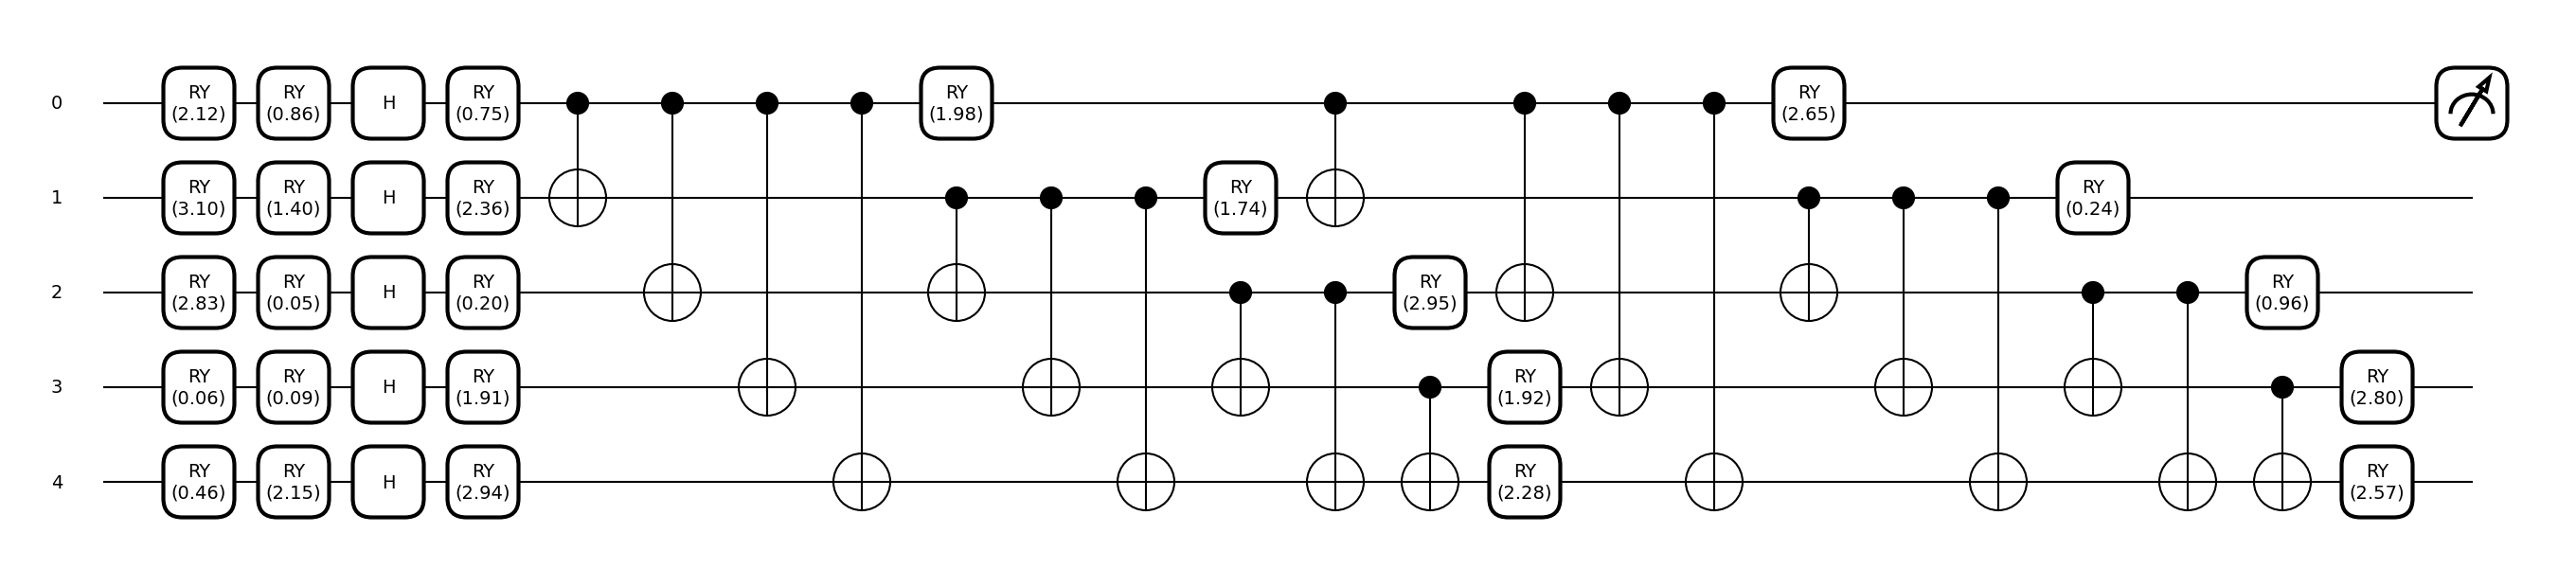 0 RY (2.12) RY (0.86) H RY (0.75) RY (1.98) RY (2.65)
1 RY (3.10) RY (1.40) H RY (2.36) RY (1.74) RY (0.24)
2 RY (2.83) RY (0.05) H RY (0.20) RY (2.95) RY (0.96)
3 RY (0.06) RY (0.09) H RY (1.91) RY (1.92) RY (2.80)
4 RY (0.46) RY (2.15) H RY (2.94) RY (2.28) RY (2.57)